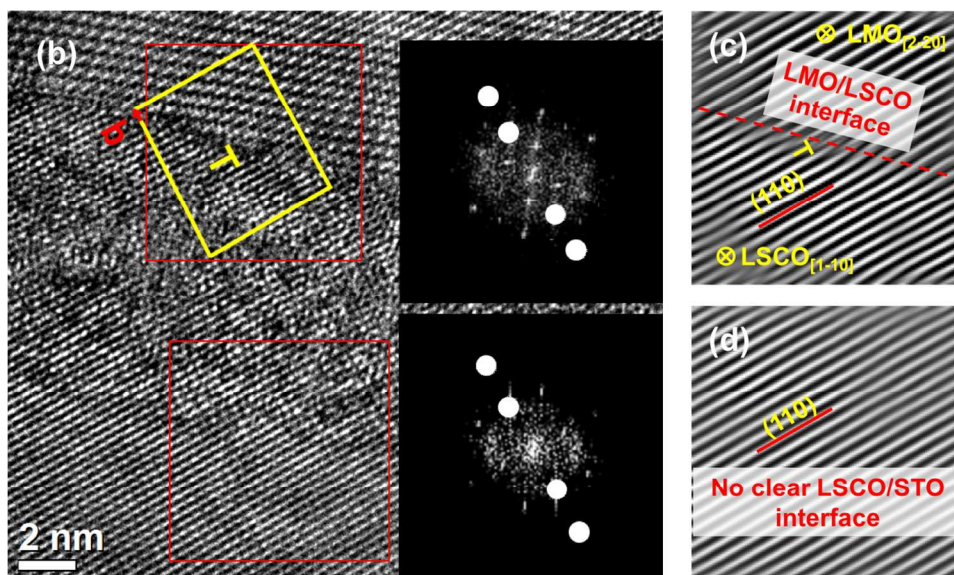 (b)
b
⊥
2 nm
(c)
⊗ LMO[2-20]
LMO/LSCO
interface
⊥
(110)
⊗ LSCO[1-10]
(d)
(110)
No clear LSCO/STO
interface